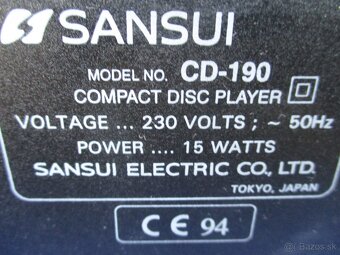 SANSUI
MODEL NO. CD-190
COMPACT DISC PLAYER
VOLTAGE ... 230 VOLTS ; ~ 50Hz
POWER .... 15 WATTS
SANSUI ELECTRIC CO., LTD.
TOKYO, JAPAN
CE 94
bazos.sk